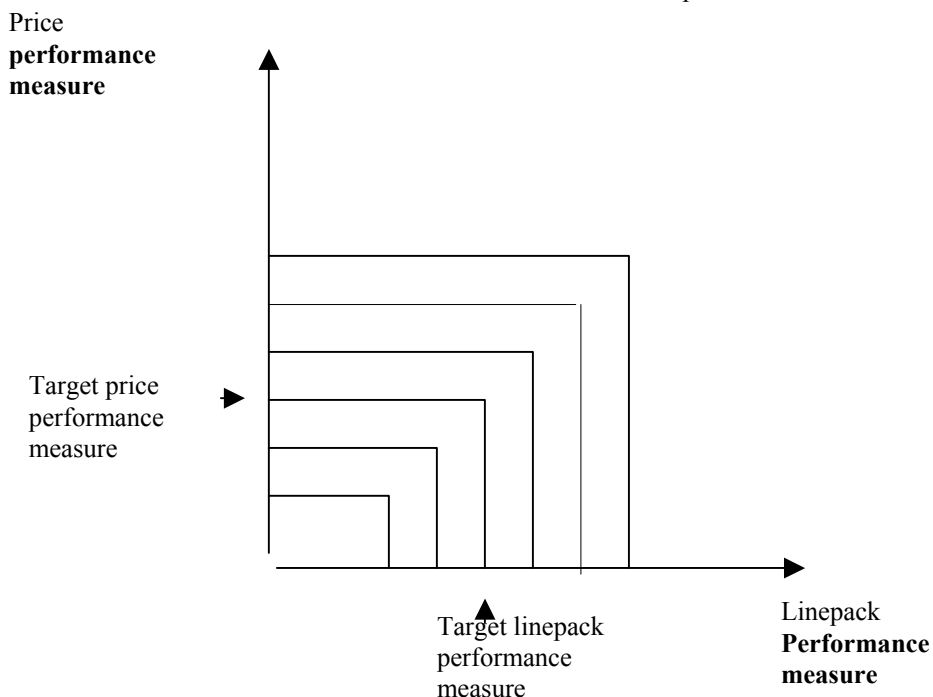 Price
performance
measure
Target price
performance
measure
Target linepack
performance
measure
Linepack
Performance
measure